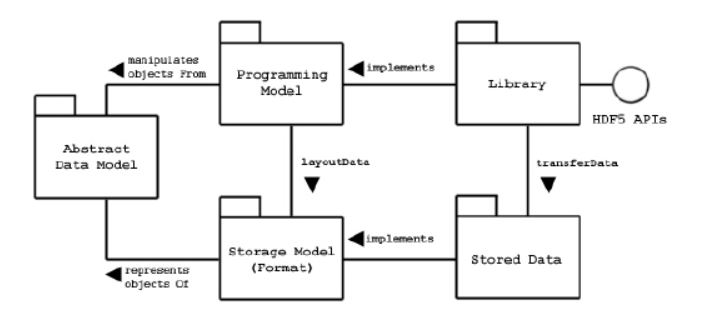 manipulates
objects From
Programming
Model
implements
Library
HDF5 APIs
Abstract
Data Model
layoutData
transferData
Storage Model
(Format)
implements
Stored Data
represents
objects Of